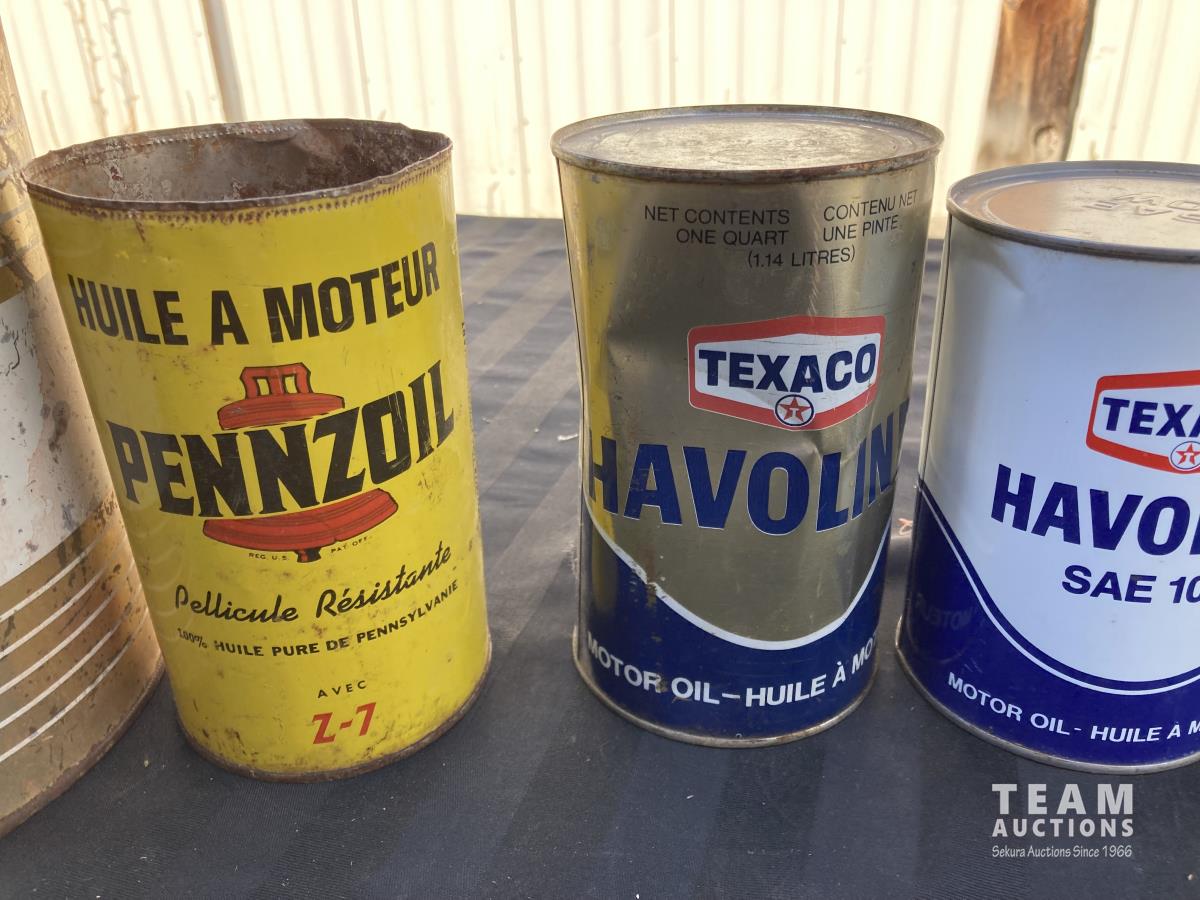 HUILE A MOTEUR
PENNZOIL
REG. U.S. PAT. OFF.
Pellicule Résistante
100% HUILE PURE DE PENNSYLVANIE
AVEC
Z-7
NET CONTENTS
ONE QUART
CONTENU NET
UNE PINTE
(1.14 LITRES)
TEXACO
T
HAVOLIN
MOTOR OIL-HUILE À MO
TEXA
T
HAVO
SAE 10
MOTOR OIL - HUILE À M
TEAM
AUCTIONS
Sekura Auctions Since 1966